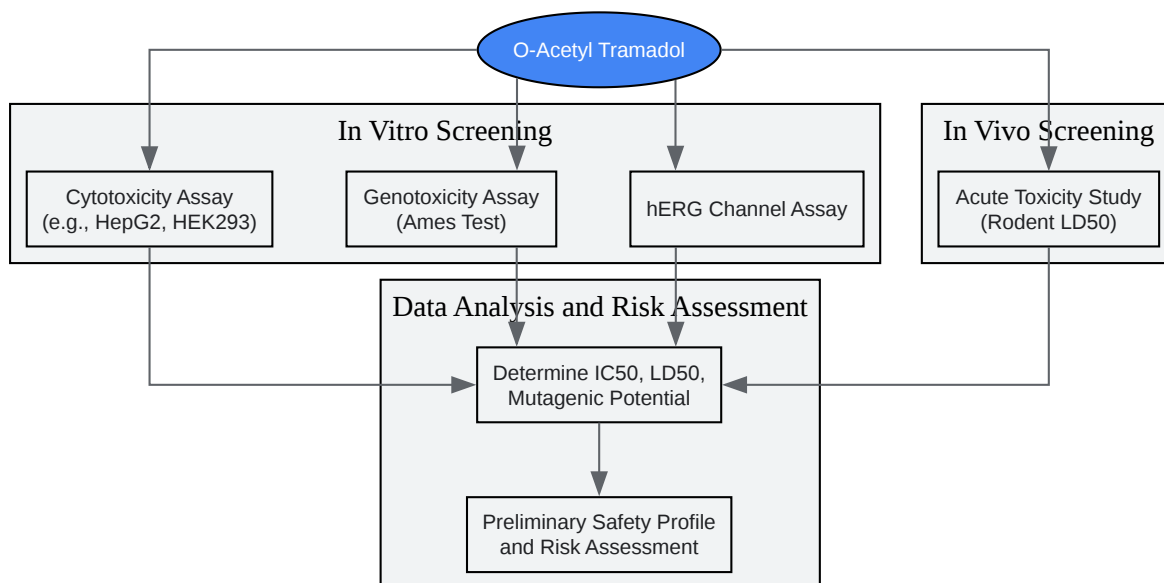 O-Acetyl Tramadol
In Vitro Screening
In Vivo Screening
Cytotoxicity Assay
(e.g., HepG2, HEK293)
Genotoxicity Assay
(Ames Test)
hERG Channel Assay
Acute Toxicity Study
(Rodent LD50)
Data Analysis and Risk Assessment
Determine IC50, LD50,
Mutagenic Potential
Preliminary Safety Profile
and Risk Assessment